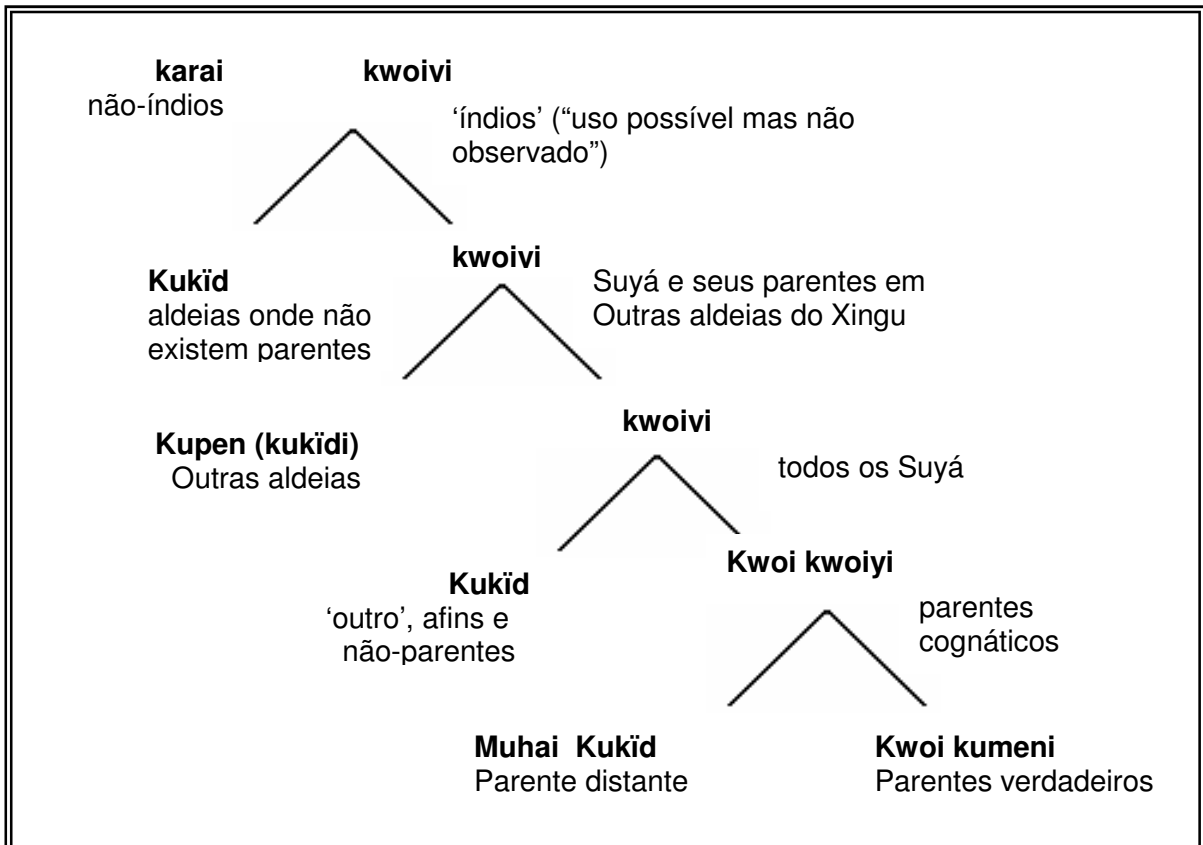 karai kwoivi
não-índios
‘índios’ (“uso possível mas não
observado”)
kwoivi
Kukïd
aldeias onde não
existem parentes
Suyá e seus parentes em
Outras aldeias do Xingu
kwoivi
Kupen (kukïdi)
Outras aldeias
todos os Suyá
Kwoi kwoiyi
Kukïd
‘outro’, afins e
não-parentes
parentes
cognáticos
Muhai Kukïd
Parente distante
Kwoi kumeni
Parentes verdadeiros